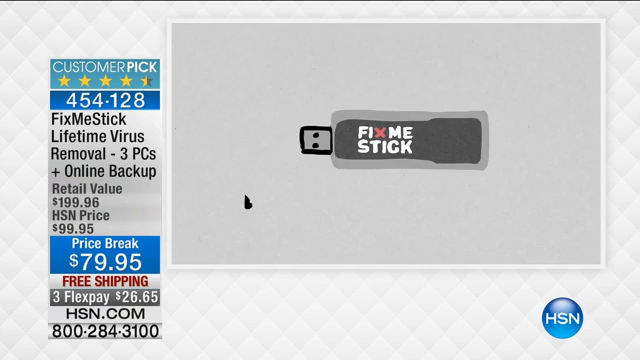 CUSTOMER PICK
454-128
FixMeStick
Lifetime Virus
Removal - 3 PCs
+ Online Backup
Retail Value
$199.96
HSN Price
$99.95
Price Break
$79.95
FREE SHIPPING
3 Flexpay $26.65
HSN.COM
800-284-3100
FIXME
STICK
HSN